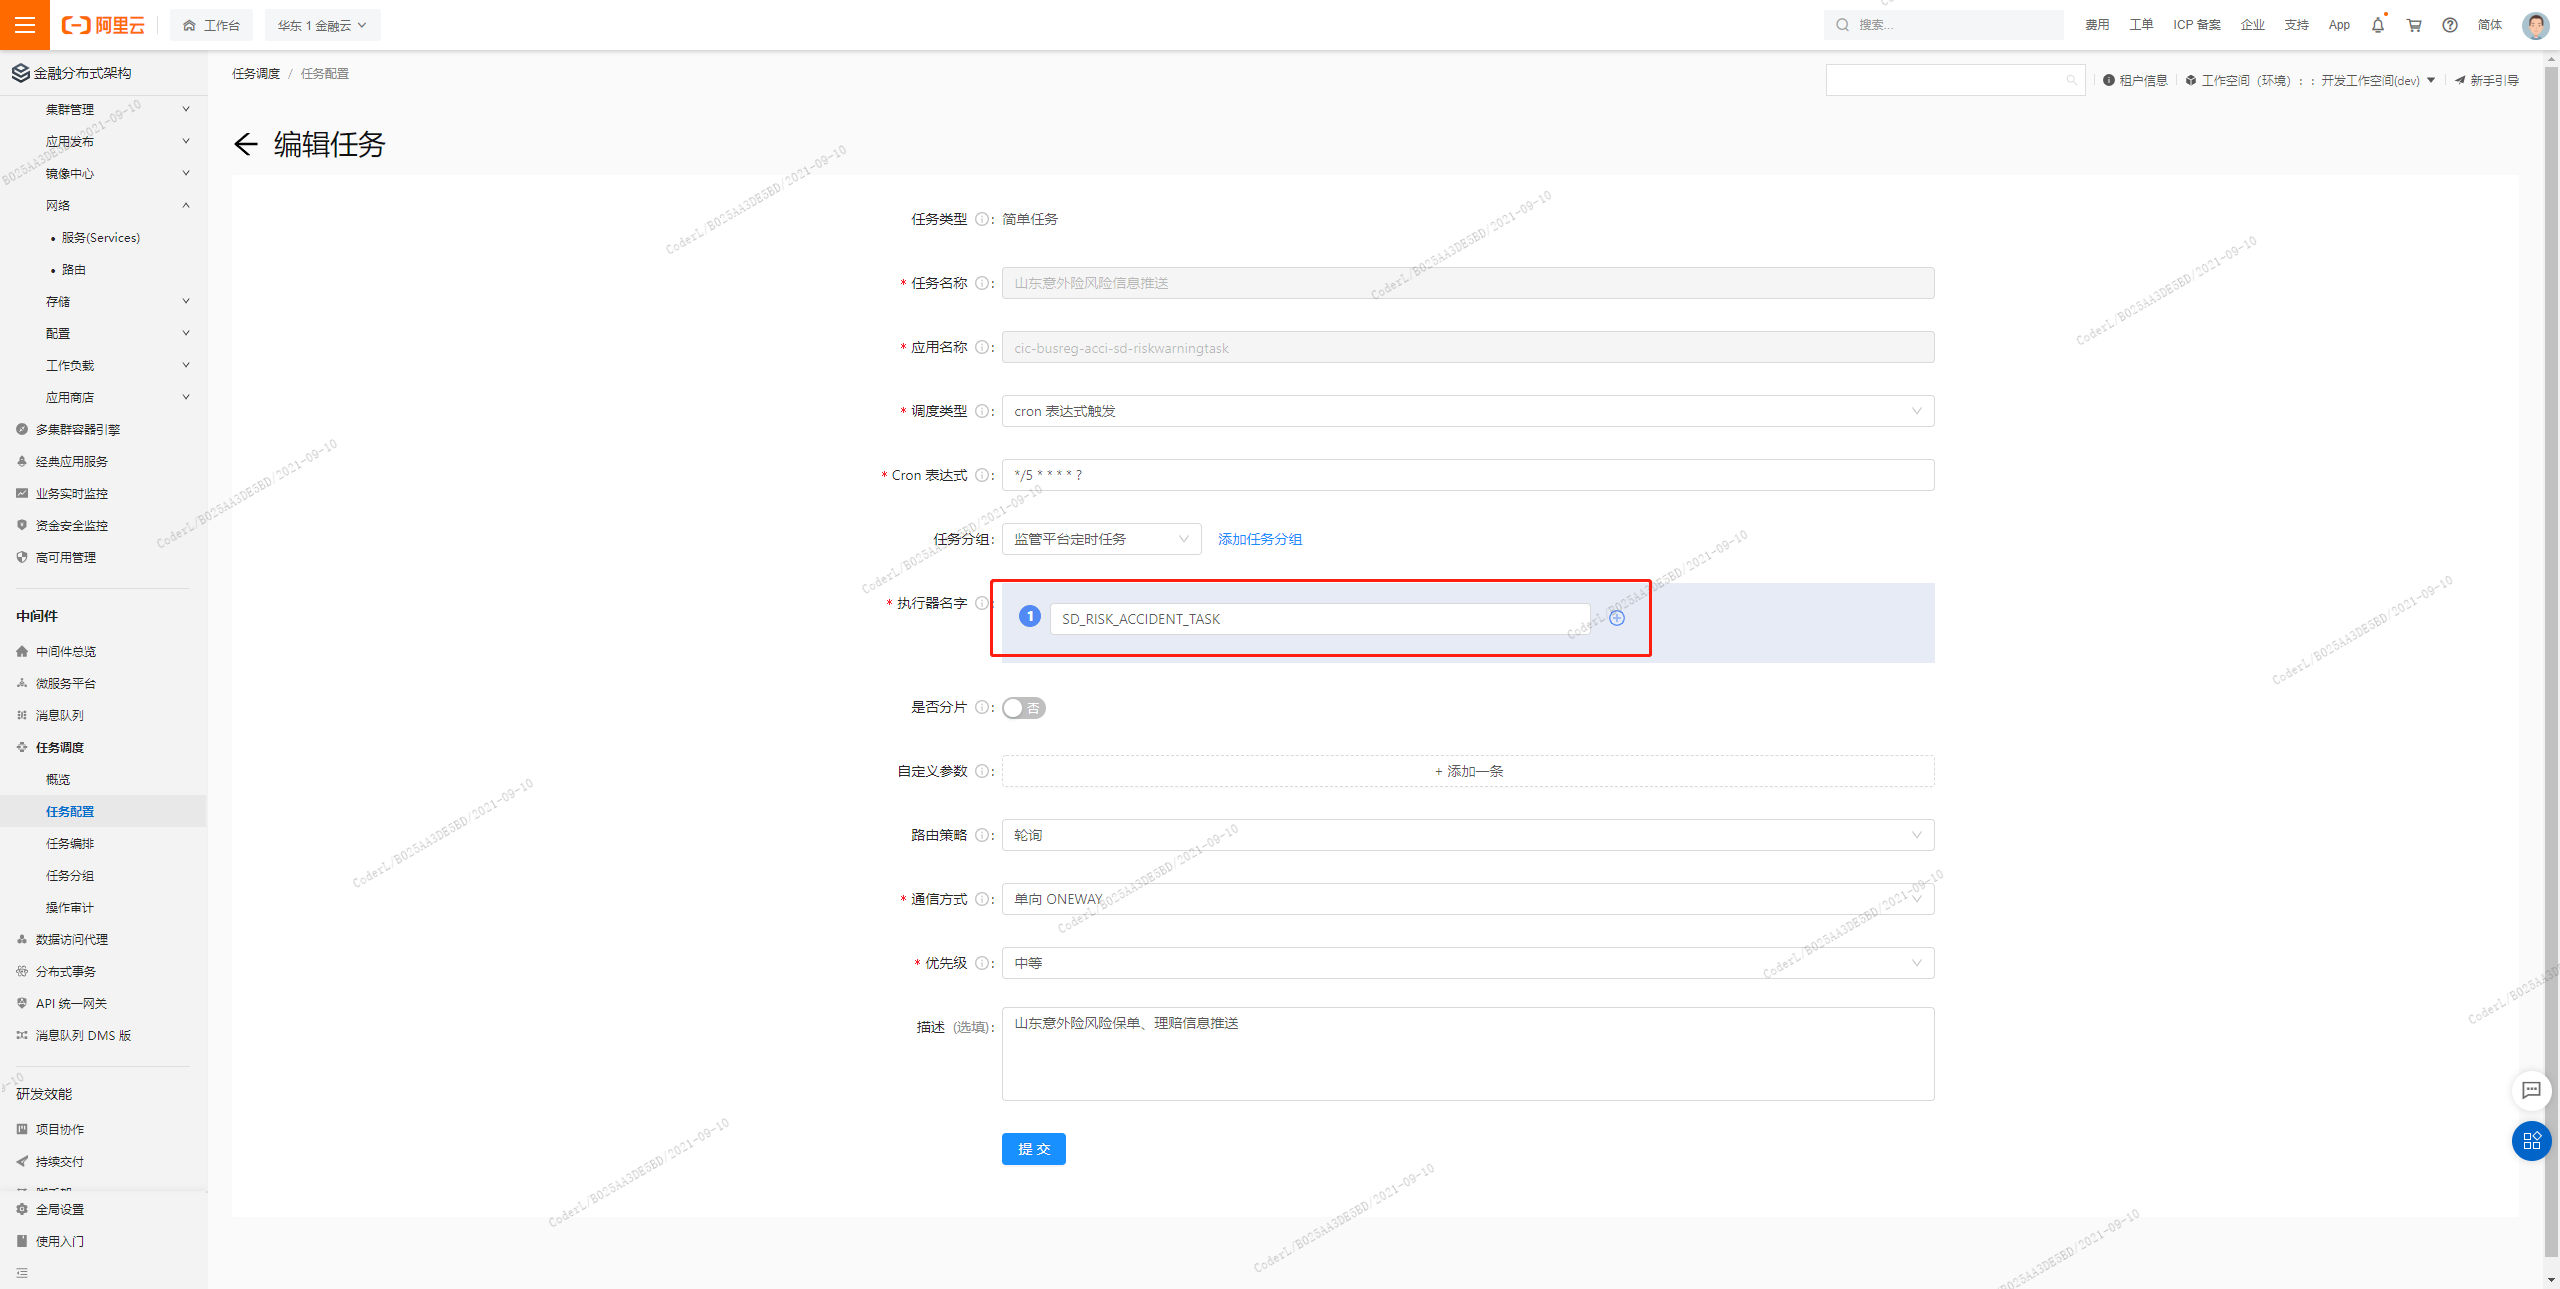 阿里云
工作台
华东 1 金融云
搜索...
费用
工单
ICP 备案
企业
支持
App
简体
金融分布式架构
任务调度 / 任务配置
租户信息
工作空间（环境）： : 开发工作空间(dev)
新手引导
集群管理
应用发布
镜像中心
网络
服务(Services)
路由
存储
配置
工作负载
应用商店
多集群容器引擎
经典应用服务
业务实时监控
资金安全监控
高可用管理
中间件
中间件总览
微服务平台
消息队列
任务调度
概览
任务配置
任务编排
任务分组
操作审计
数据访问代理
分布式事务
API 统一网关
消息队列 DMS 版
研发效能
项目协作
持续交付
全局设置
使用入门
编辑任务
任务类型 : 简单任务
* 任务名称 : 山东意外险风险信息推送
* 应用名称 : cic-busreg-acci-sd-riskwarningtask
* 调度类型 : cron 表达式触发
* Cron 表达式 : */5 * * * * ?
任务分组: 监管平台定时任务 添加任务分组
* 执行器名字 : 1 SD_RISK_ACCIDENT_TASK
是否分片 : 否
自定义参数 : + 添加一条
路由策略 : 轮询
* 通信方式 : 单向 ONEWAY
* 优先级 : 中等
描述 (选填): 山东意外险风险保单、理赔信息推送
提 交
CoderL/B025AA3DE5BD/2021-09-10